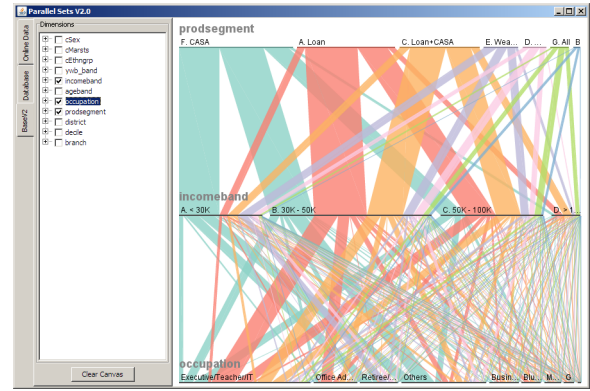 Parallel Sets V2.0
Online Data
Database
BaseV2
Dimensions
cSex
cMarsts
cEthngrp
ywb_band
incomeband
ageband
occupation
prodsegment
district
decile
branch
Clear Canvas
prodsegment
F. CASA A. Loan C. Loan+CASA E. Wea... D. ... G. All B
incomeband
A. < 30K B. 30K - 50K C. 50K - 100K D. > 1...
occupation
Executive/Teacher/IT Office Ad... Retiree/... Others Busin... Blu... M... G